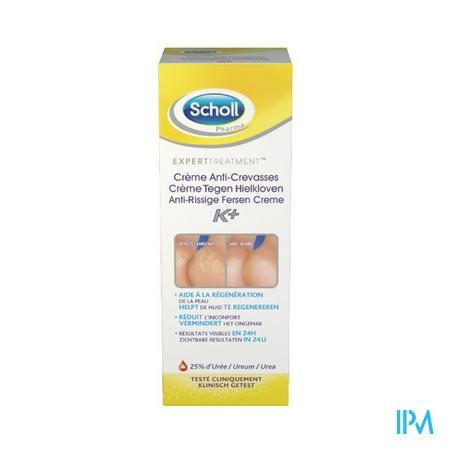 Scholl
Pharma
EXPERTTREATMENT™
Crème Anti-Crevasses
Crème Tegen Hielkloven
Anti-Rissige Fersen Creme
K+
• AIDE À LA RÉGÉNÉRATION
DE LA PEAU
HELPT DE HUID TE REGENEREREN
• RÉDUIT L'INCONFORT
VERMINDERT HET ONGEMAK
• RÉSULTATS VISIBLES EN 24H
ZICHTBARE RESULTATEN IN 24U
25% d'Urée / Ureum / Urea
TESTÉ CLINIQUEMENT
KLINISCH GETEST
IPM